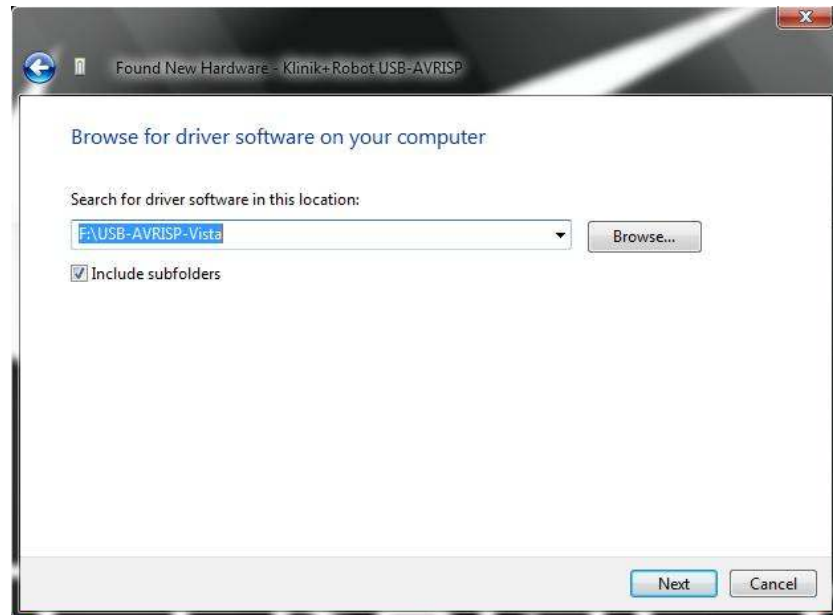 Found New Hardware - Klinik+Robot USB-AVRISP
Browse for driver software on your computer
Search for driver software in this location:
F:\USB-AVRISP-Vista
Browse...
Include subfolders
Next
Cancel